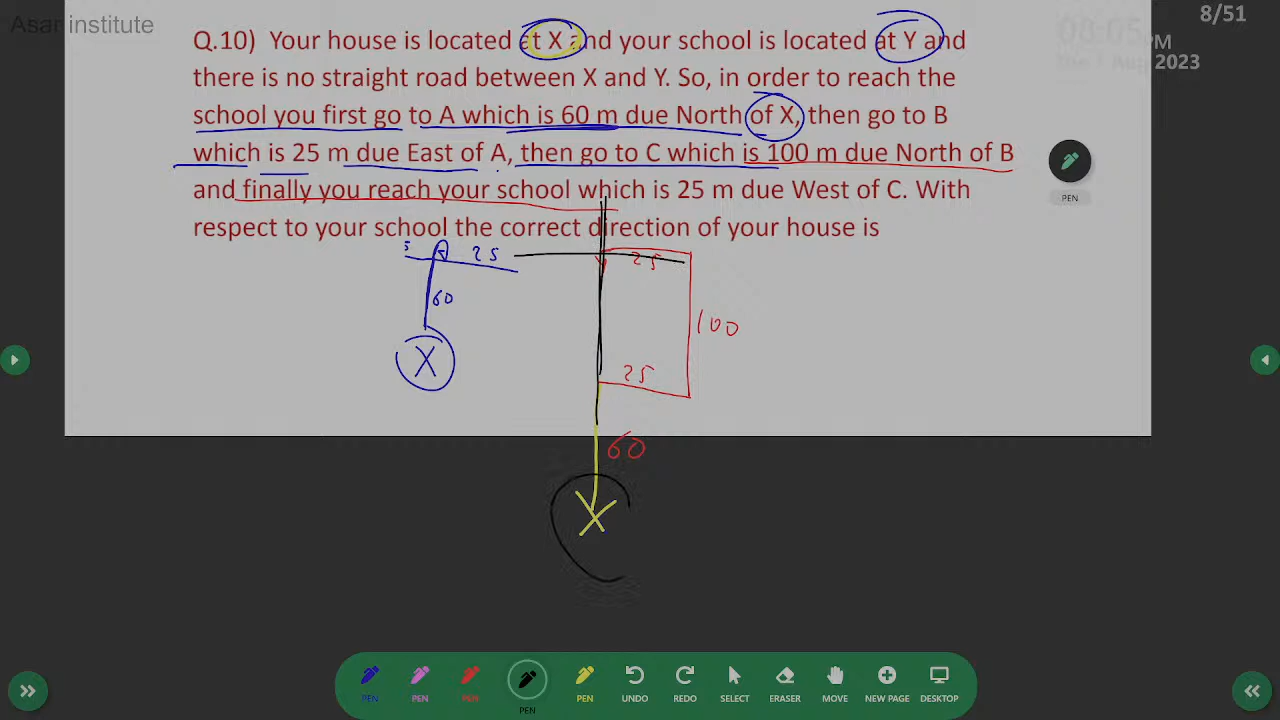 Asar institute
8/51
08:05 PM
Aug 2023
Q.10) Your house is located at X and your school is located at Y and
there is no straight road between X and Y. So, in order to reach the
school you first go to A which is 60 m due North of X, then go to B
which is 25 m due East of A, then go to C which is 100 m due North of B
and finally you reach your school which is 25 m due West of C. With
respect to your school the correct direction of your house is
PEN
A 25
60
X
25
100
25
60
X
PEN PEN PEN PEN PEN UNDO REDO SELECT ERASER MOVE NEW PAGE DESKTOP